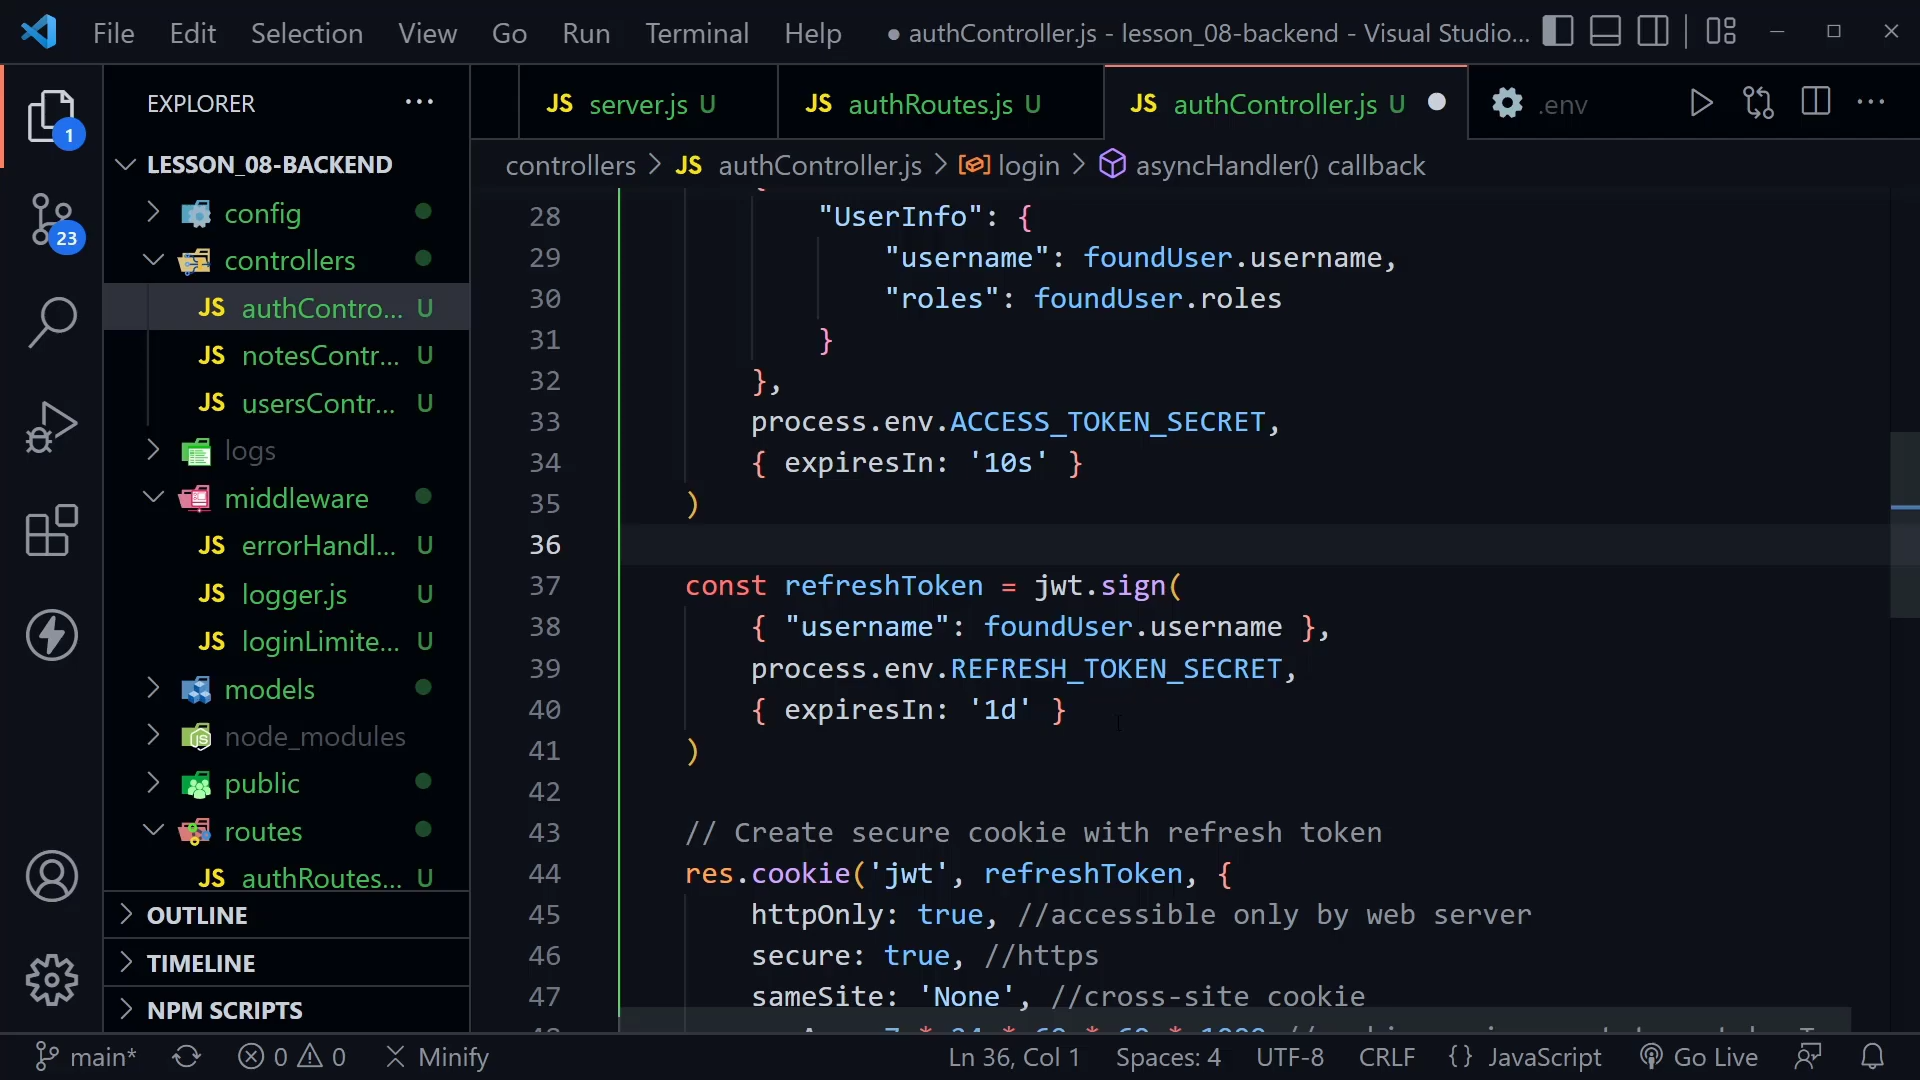 File Edit Selection View Go Run Terminal Help ● authController.js - lesson_08-backend - Visual Studio...
EXPLORER ...
JS server.js U JS authRoutes.js U JS authController.js U ● .env ...
controllers > JS authController.js > login > asyncHandler() callback
1
23
LESSON_08-BACKEND
config
controllers
JS authContro... U
JS notesContr... U
JS usersContr... U
logs
middleware
JS errorHandl... U
JS logger.js U
JS loginLimite... U
models
node_modules
public
routes
JS authRoutes... U
OUTLINE
TIMELINE
NPM SCRIPTS
28 "UserInfo": {
29 "username": foundUser.username,
30 "roles": foundUser.roles
31 }
32 },
33 process.env.ACCESS_TOKEN_SECRET,
34 { expiresIn: '10s' }
35 )
36
37 const refreshToken = jwt.sign(
38 { "username": foundUser.username },
39 process.env.REFRESH_TOKEN_SECRET,
40 { expiresIn: '1d' }
41 )
42
43 // Create secure cookie with refresh token
44 res.cookie('jwt', refreshToken, {
45 httpOnly: true, //accessible only by web server
46 secure: true, //https
47 sameSite: 'None', //cross-site cookie
main* 0 0 Minify Ln 36, Col 1 Spaces: 4 UTF-8 CRLF {} JavaScript Go Live